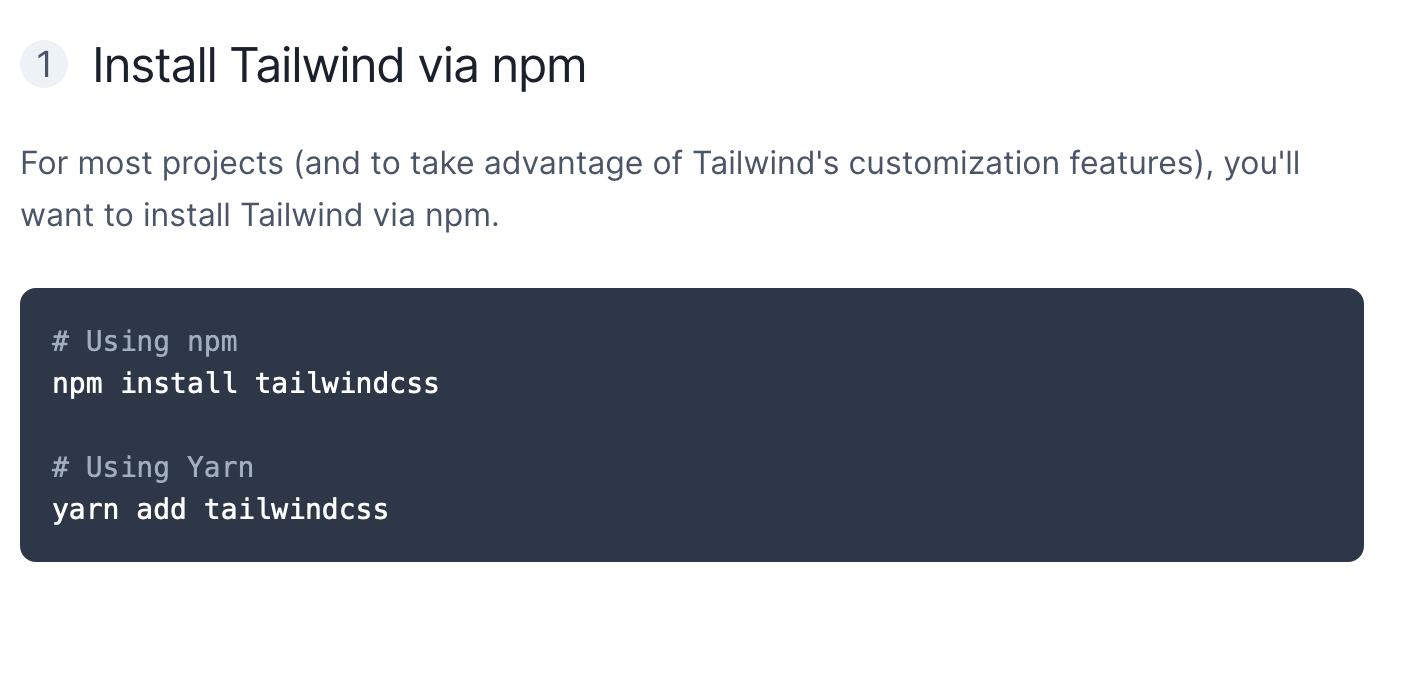 1 Install Tailwind via npm
For most projects (and to take advantage of Tailwind's customization features), you'll
want to install Tailwind via npm.
# Using npm
npm install tailwindcss
# Using Yarn
yarn add tailwindcss